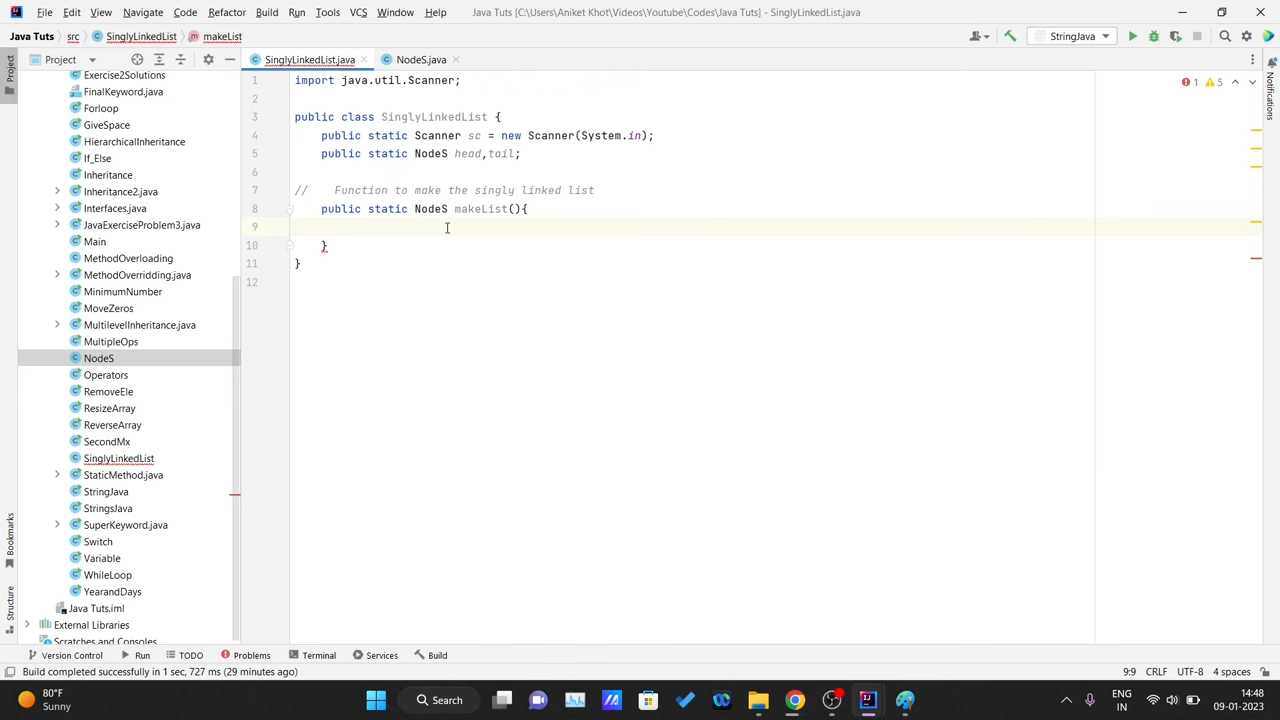 File Edit View Navigate Code Refactor Build Run Tools VCS Window Help Java Tuts [C:\Users\Aniket Khot\Videos\Youtube\Codes\Java Tuts] - SinglyLinkedList.java
Java Tuts src SinglyLinkedList makeList StringJava
Project Project SinglyLinkedList.java NodeS.java Notifications
Exercise2Solutions
FinalKeyword.java
Forloop
GiveSpace
HierarchicalInheritance
If_Else
Inheritance
Inheritance2.java
Interfaces.java
JavaExerciseProblem3.java
Main
MethodOverloading
MethodOverridding.java
MinimumNumber
MoveZeros
MultilevelInheritance.java
MultipleOps
NodeS
Operators
RemoveEle
ResizeArray
ReverseArray
SecondMx
SinglyLinkedList
StaticMethod.java
StringJava
StringsJava
SuperKeyword.java
Switch
Variable
WhileLoop
YearandDays
Java Tuts.iml
External Libraries
Scratches and Consoles
Bookmarks
Structure
1 import java.util.Scanner; 1 5
2
3 public class SinglyLinkedList {
4 public static Scanner sc = new Scanner(System.in);
5 public static NodeS head,tail;
6
7 // Function to make the singly linked list
8 public static NodeS makeList(){
9
10 }
11 }
12
Version Control Run TODO Problems Terminal Services Build
Build completed successfully in 1 sec, 727 ms (29 minutes ago) 9:9 CRLF UTF-8 4 spaces
80°F
Sunny
Search
ENG
IN
14:48
09-01-2023